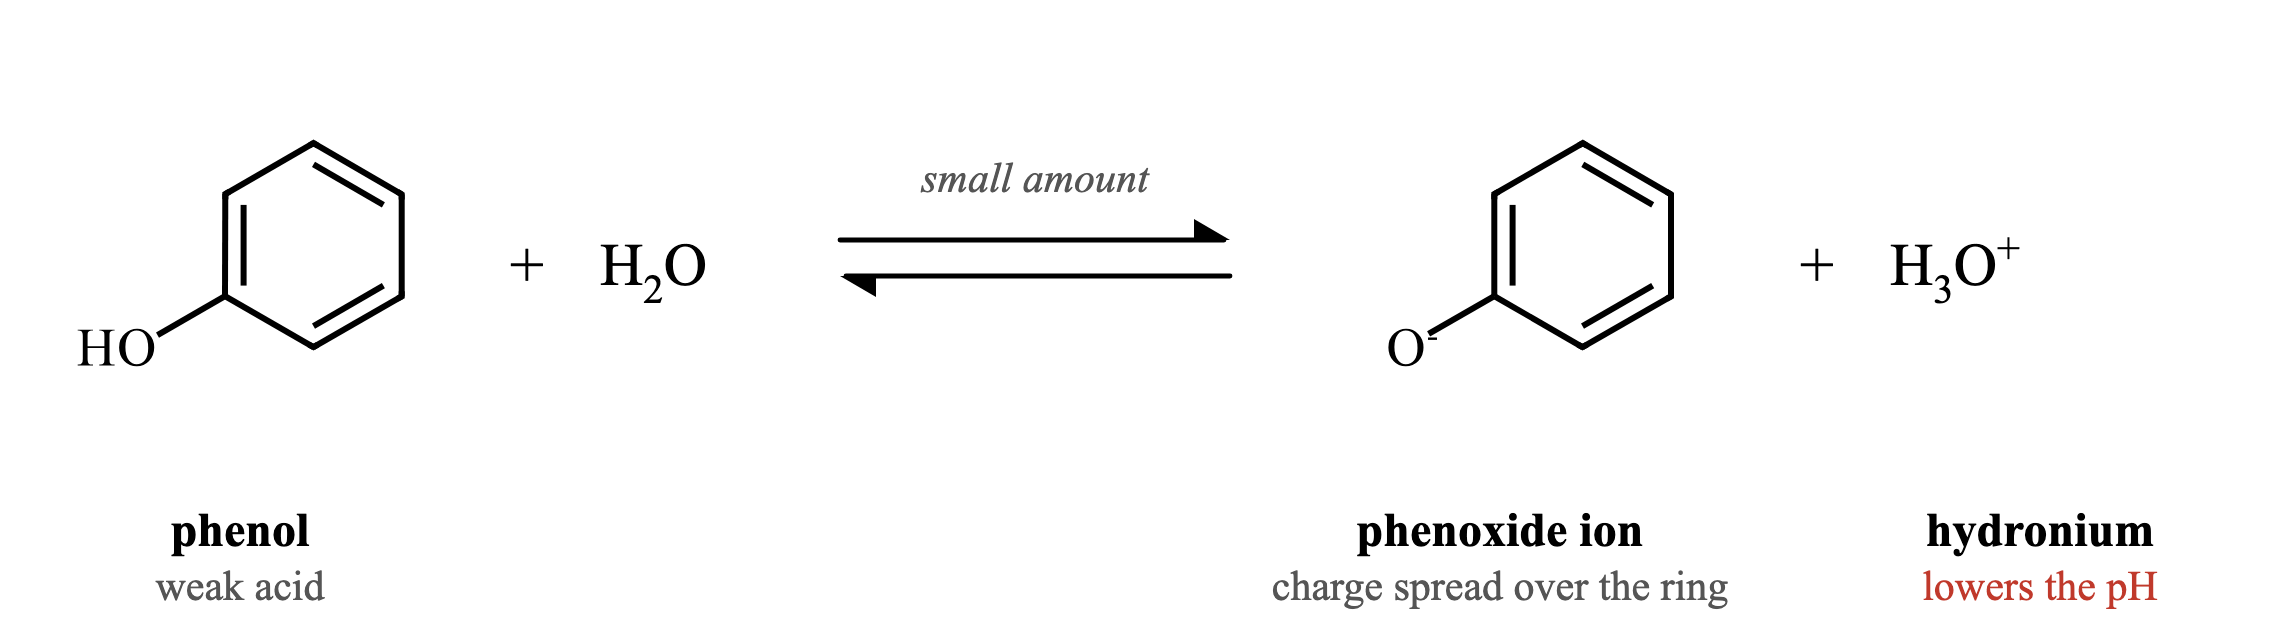 small amount
HO
+ H₂O
O⁻
+ H₃O⁺
phenol
weak acid
phenoxide ion
charge spread over the ring
hydronium
lowers the pH